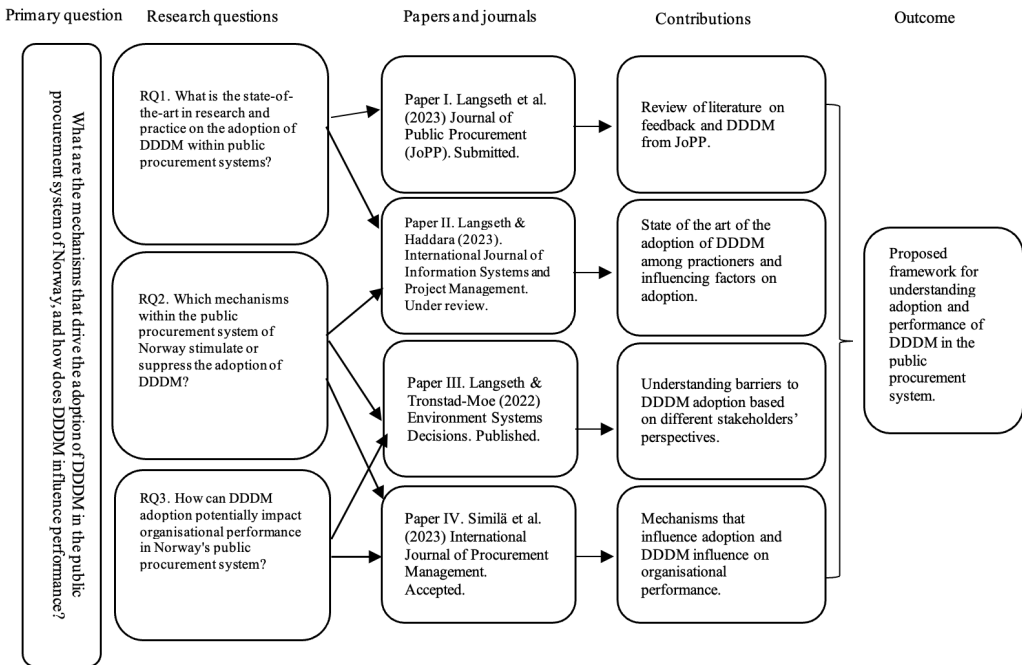 Primary question
Research questions
Papers and journals
Contributions
Outcome
What are the mechanisms that drive the adoption of DDDM in the public
procurement system of Norway, and how does DDDM influence performance?
RQ1. What is the state-of-
the-art in research and
practice on the adoption of
DDDM within public
procurement systems?
RQ2. Which mechanisms
within the public
procurement system of
Norway stimulate or
suppress the adoption of
DDDM?
RQ3. How can DDDM
adoption potentially impact
organisational performance
in Norway's public
procurement system?
Paper I. Langseth et al.
(2023) Journal of
Public Procurement
(JoPP). Submitted.
Paper II. Langseth &
Haddara (2023).
International Journal of
Information Systems and
Project Management.
Under review.
Paper III. Langseth &
Tronstad-Moe (2022)
Environment Systems
Decisions. Published.
Paper IV. Similä et al.
(2023) International
Journal of Procurement
Management.
Accepted.
Review of literature on
feedback and DDDM
from JoPP.
State of the art of the
adoption of DDDM
among practioners and
influencing factors on
adoption.
Understanding barriers to
DDDM adoption based
on different stakeholders'
perspectives.
Mechanisms that
influence adoption and
DDDM influence on
organisational
performance.
Proposed
framework for
understanding
adoption and
performance of
DDDM in the
public
procurement
system.